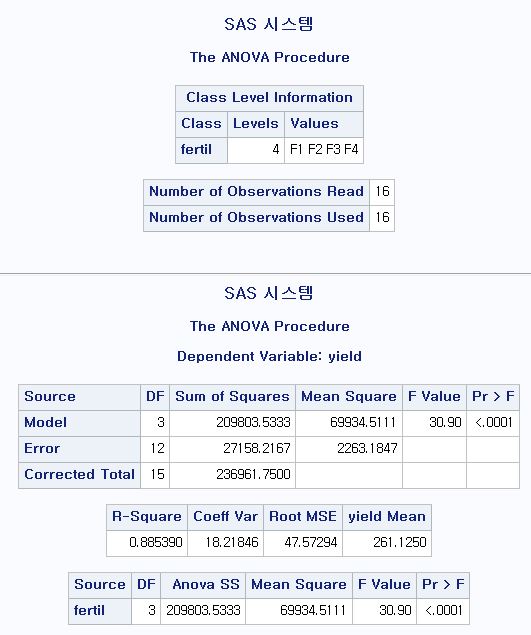 SAS 시스템
The ANOVA Procedure
Class Level Information
Class Levels Values
fertil 4 F1 F2 F3 F4
Number of Observations Read 16
Number of Observations Used 16
SAS 시스템
The ANOVA Procedure
Dependent Variable: yield
Source DF Sum of Squares Mean Square F Value Pr > F
Model 3 209803.5333 69934.5111 30.90 <.0001
Error 12 27158.2167 2263.1847
Corrected Total 15 236961.7500
R-Square Coeff Var Root MSE yield Mean
0.885390 18.21846 47.57294 261.1250
Source DF Anova SS Mean Square F Value Pr > F
fertil 3 209803.5333 69934.5111 30.90 <.0001